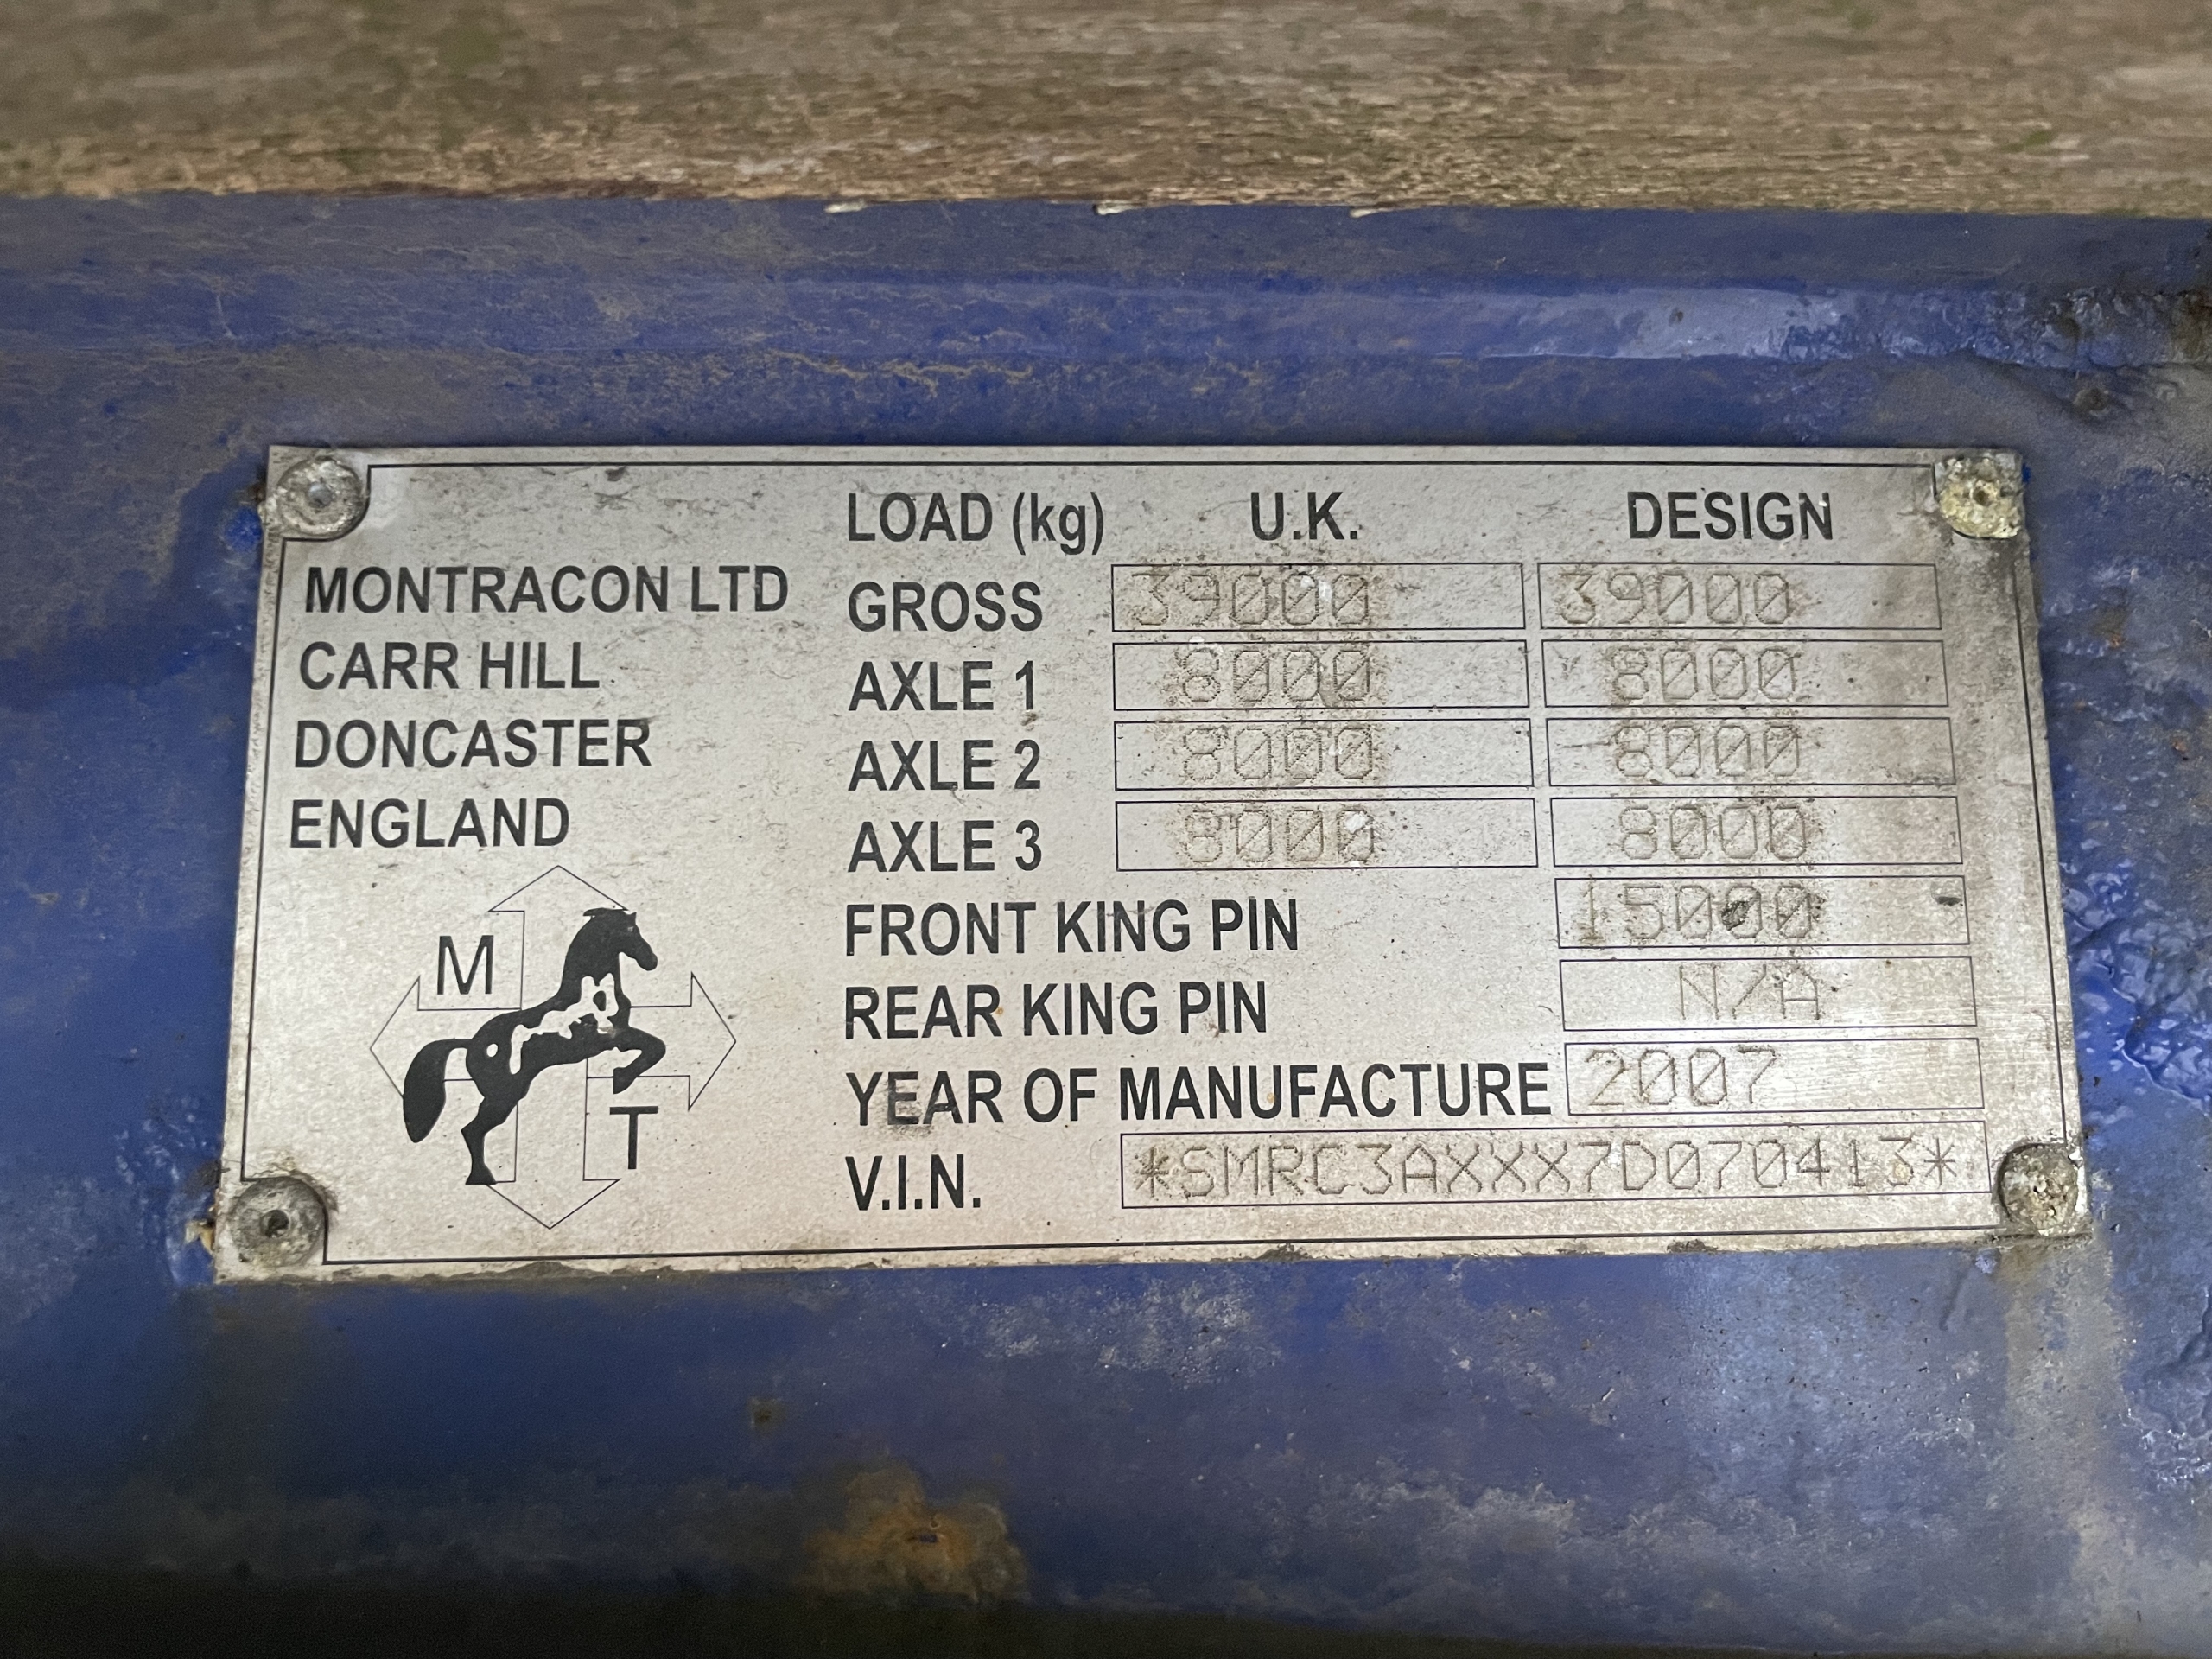 LOAD (kg) U.K. DESIGN
MONTRACON LTD
CARR HILL
DONCASTER
ENGLAND
M
T
GROSS 39000 39000
AXLE 1 8000 8000
AXLE 2 8000 8000
AXLE 3 8000 8000
FRONT KING PIN 15000
REAR KING PIN N/A
YEAR OF MANUFACTURE 2007
V.I.N. *SMRC3AXXX7D070413*